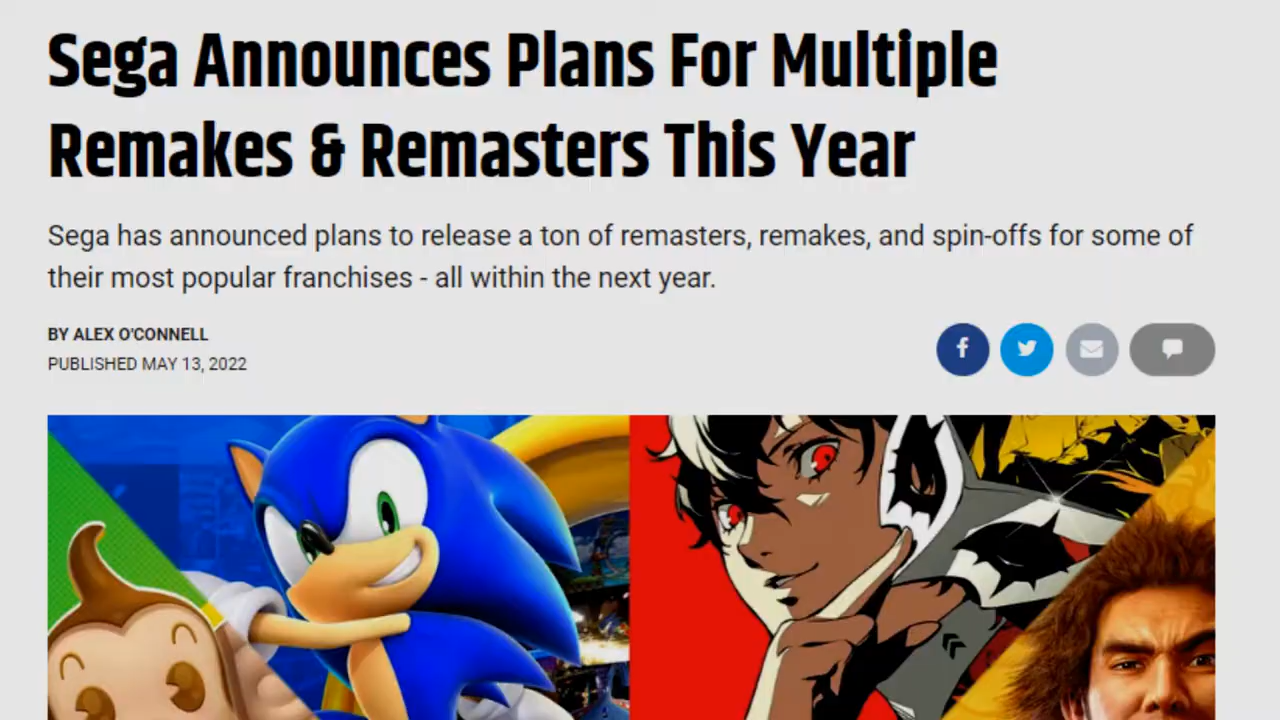 Sega Announces Plans For Multiple
Remakes & Remasters This Year
Sega has announced plans to release a ton of remasters, remakes, and spin-offs for some of
their most popular franchises - all within the next year.
BY ALEX O'CONNELL
PUBLISHED MAY 13, 2022